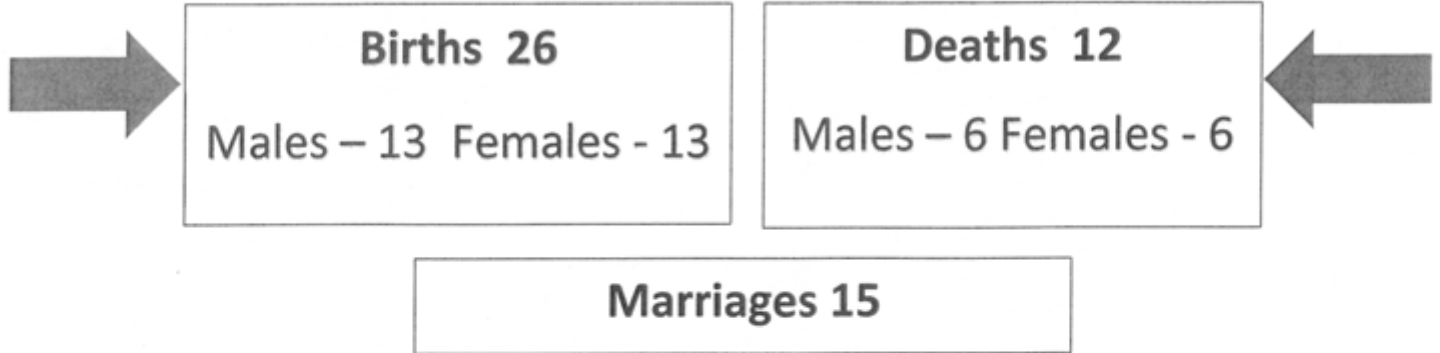 Births 26
Males – 13 Females - 13
Deaths 12
Males – 6 Females - 6
Marriages 15